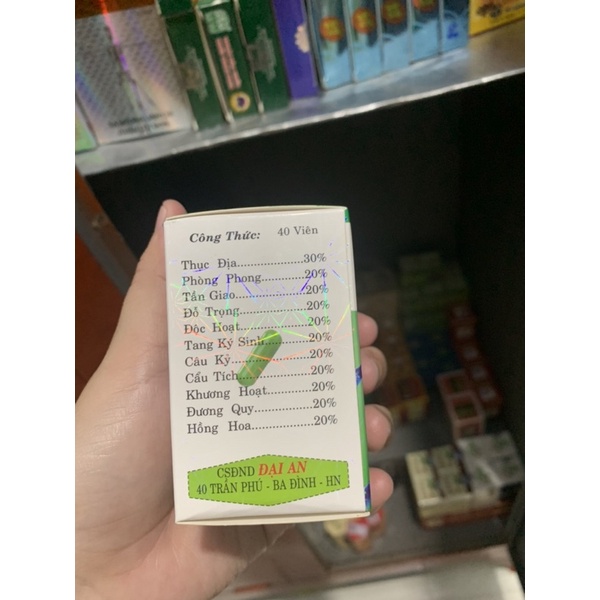 Công Thức: 40 Viên
Thục Địa.....................30%
Phòng Phong.............20%
Tần Giao.....................20%
Đỗ Trọng....................20%
Độc Hoạt.....................20%
Tang Ký Sinh.............20%
Câu Kỷ........................20%
Cẩu Tích.....................20%
Khương Hoạt.............20%
Đương Quy.................20%
Hồng Hoa...................20%
CSĐND ĐẠI AN
40 TRẦN PHÚ - BA ĐÌNH - HN